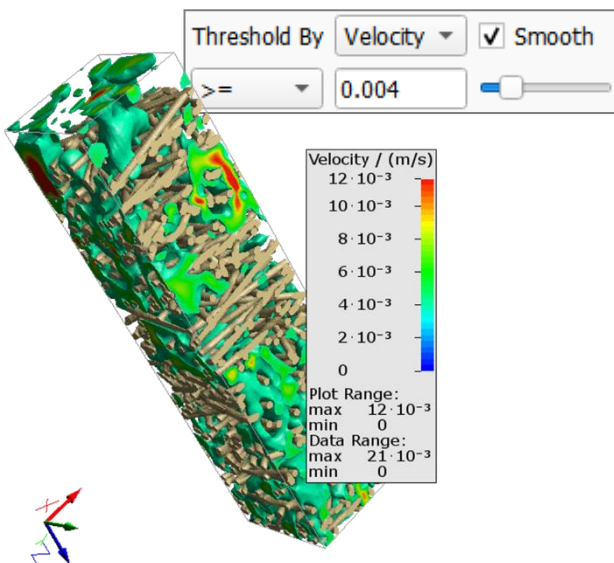 Threshold By Velocity ✓ Smooth
>= 0.004
Velocity / (m/s)
12·10⁻³
10·10⁻³
8·10⁻³
6·10⁻³
4·10⁻³
2·10⁻³
0
Plot Range:
max 12·10⁻³
min 0
Data Range:
max 21·10⁻³
min 0
X
Y
Z